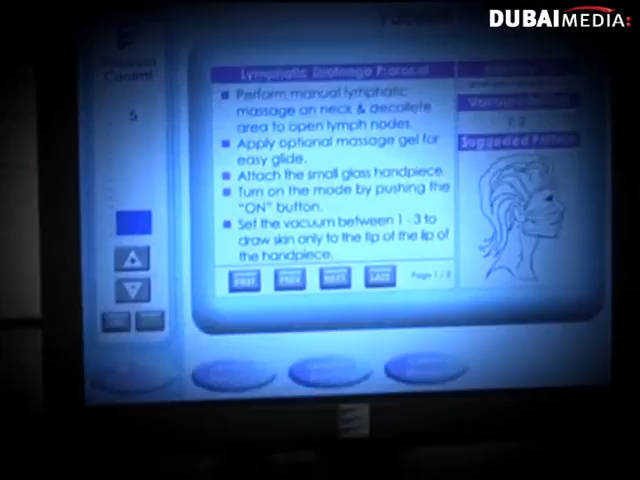 DUBAIMEDIA:
Control
5
Lymphatic Drainage Protocol
Perform manual lymphatic
massage on neck & decollete
area to open lymph nodes.
Apply optional massage gel for
easy glide.
Attach the small glass handpiece.
Turn on the mode by pushing the
"ON" button.
Set the vacuum between 1 - 3 to
draw skin only to the tip of the lip of
the handpiece.
Suggested Pattern
FIRST
PREV
NEXT
LAST